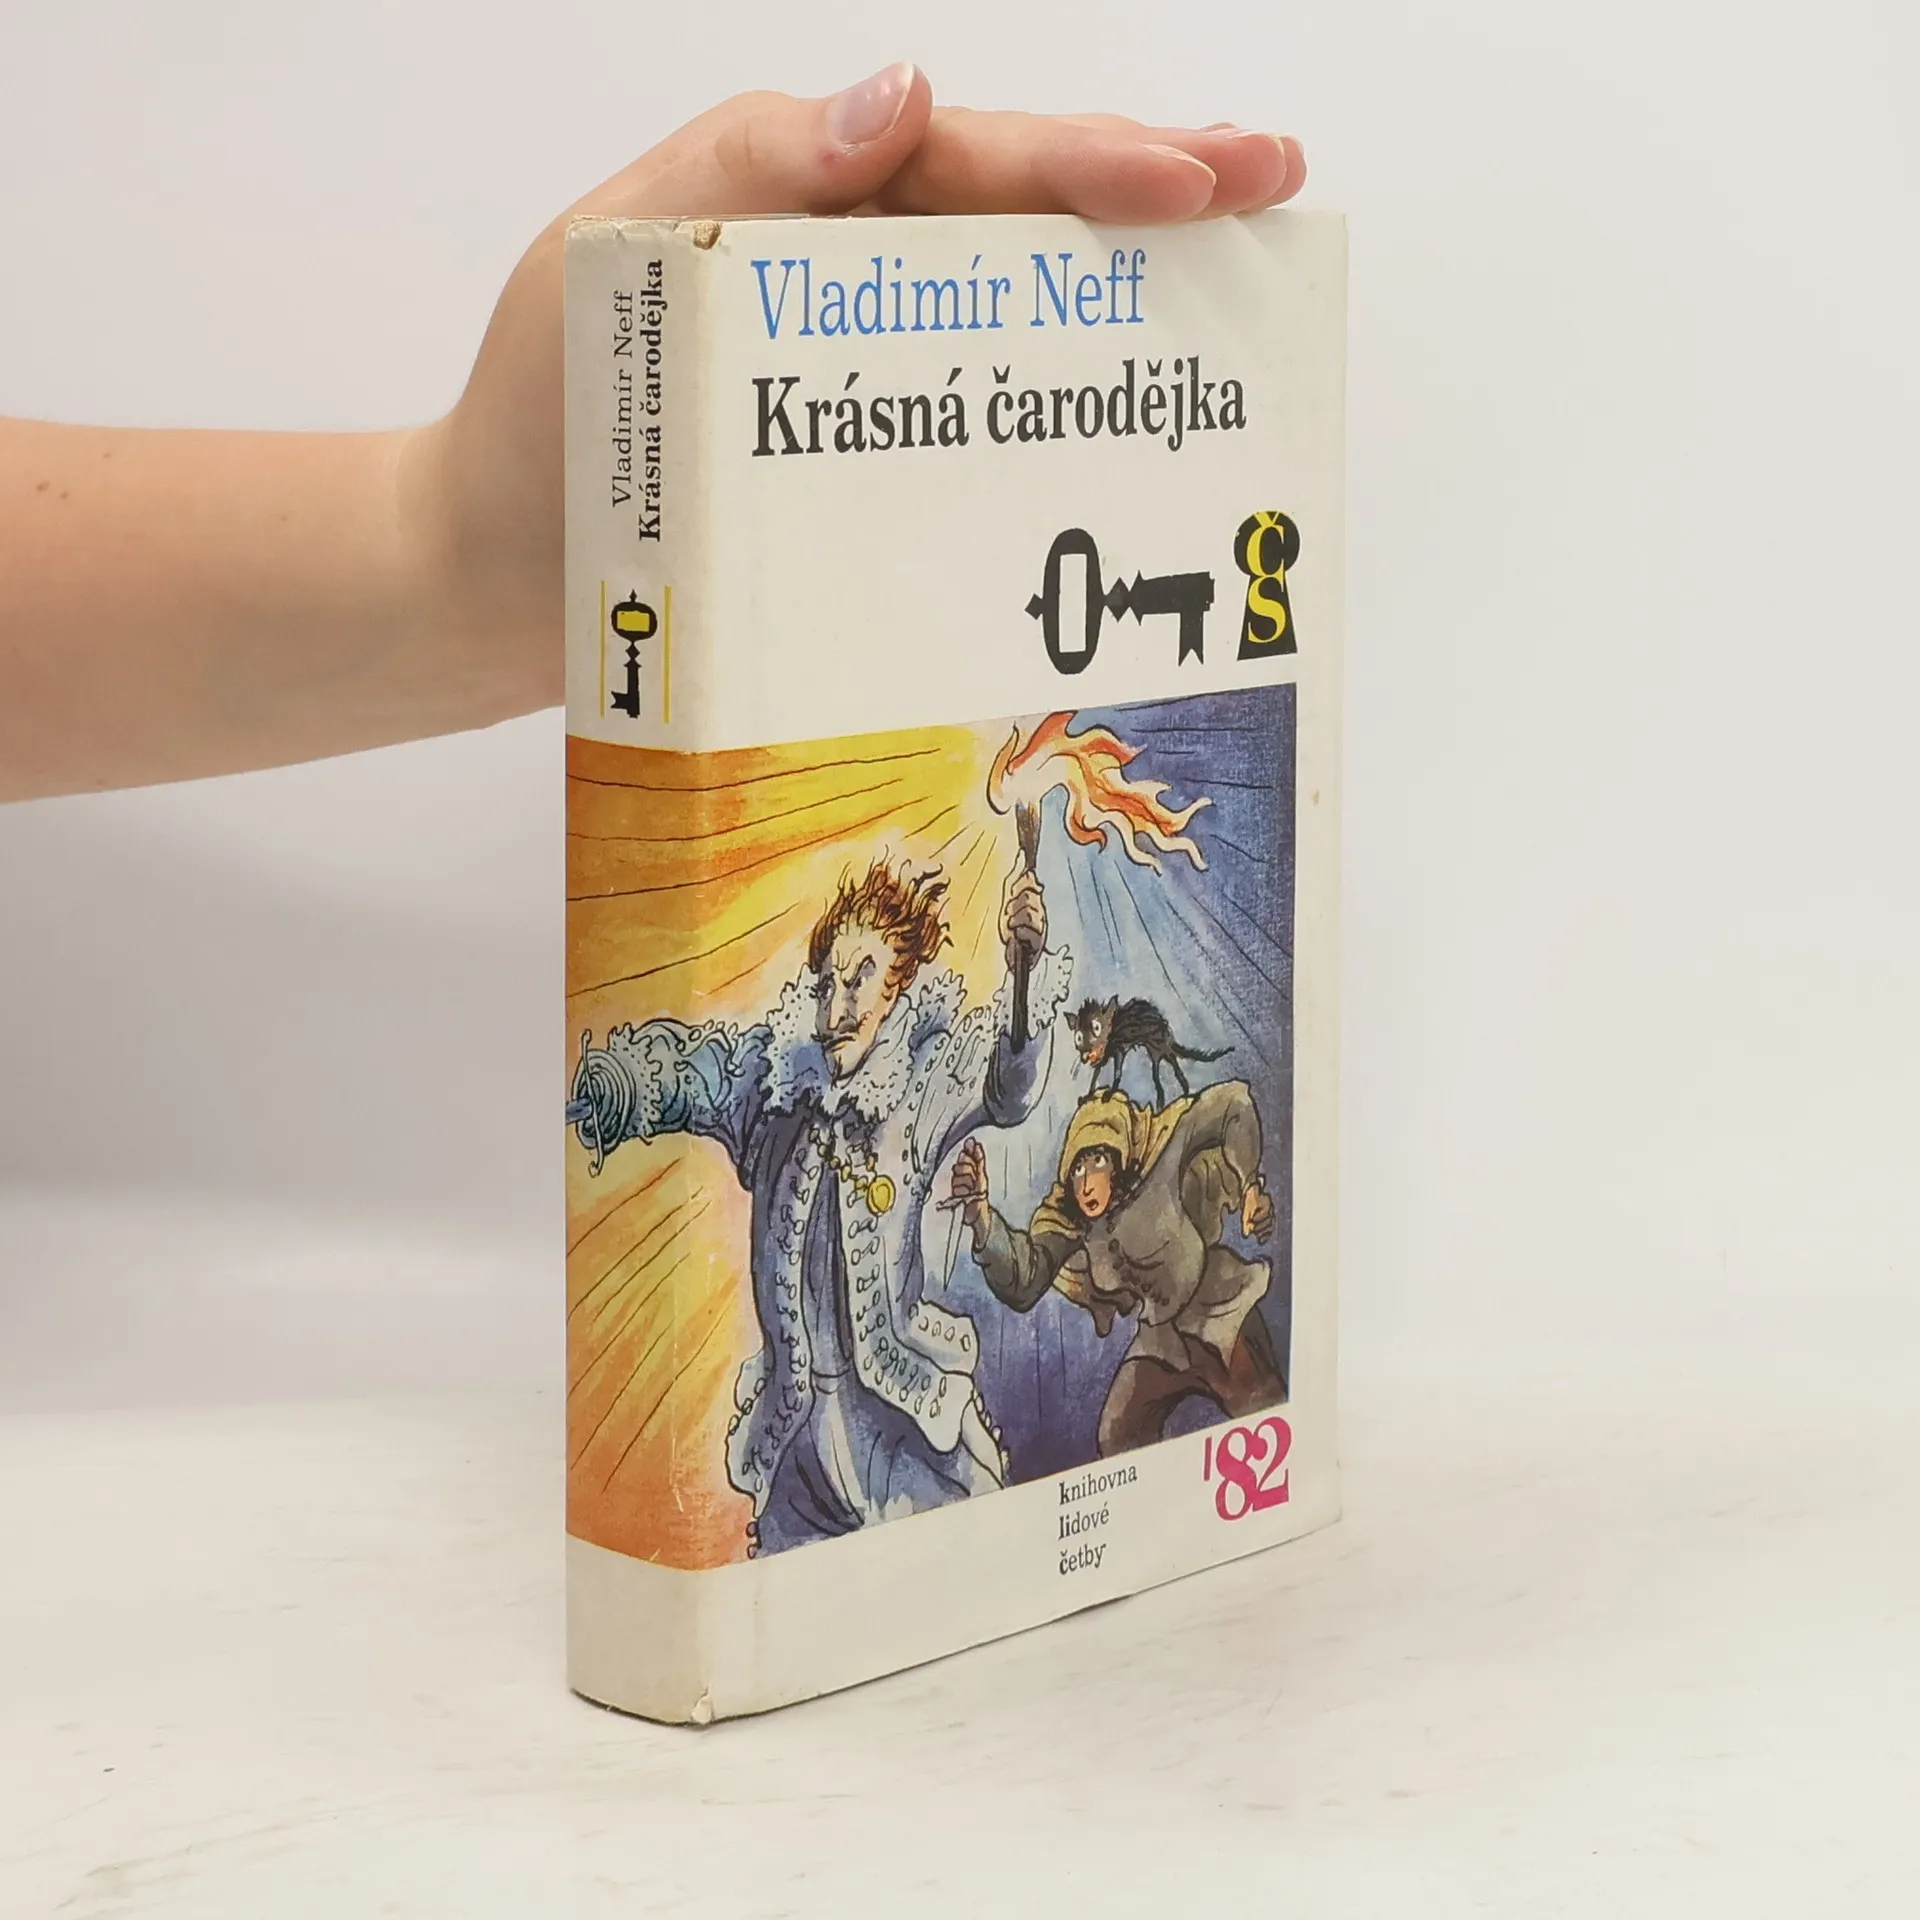 Vladimír Neff
Krásná čarodějka
Vladimír Neff
Krásná čarodějka
ČS
knihovna
lidové
četby
'82